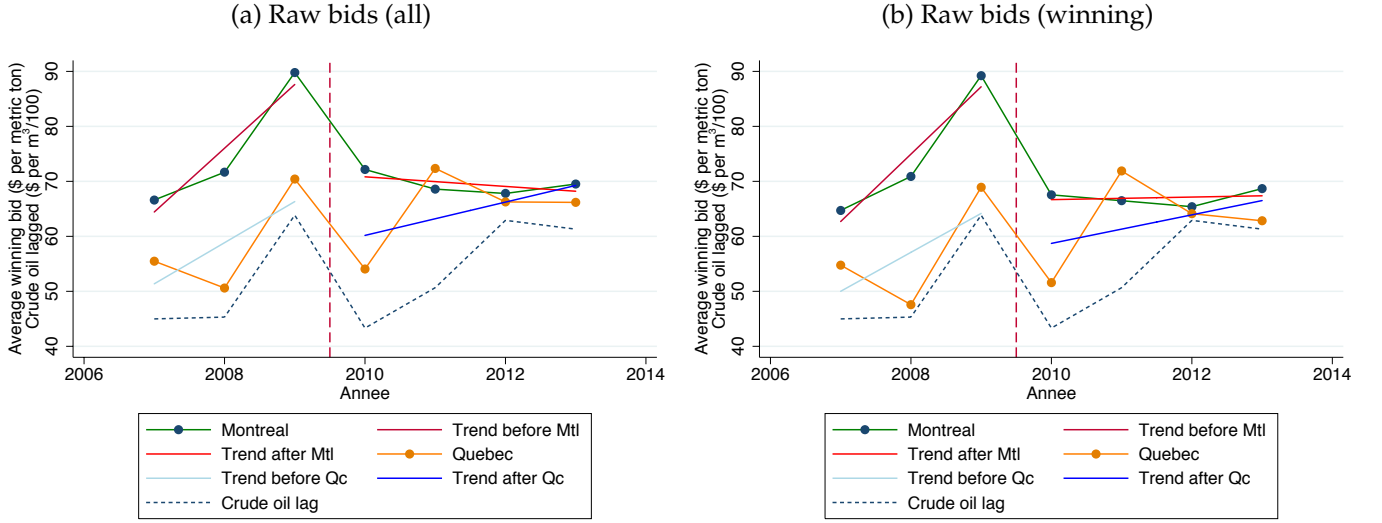 (a) Raw bids (all)
Average winning bid ($ per metric ton)
Crude oil lagged ($ per m³/100)
90
80
70
60
50
40
2006
2008
2010
2012
2014
Annee
Montreal
Trend before Mtl
Trend after Mtl
Quebec
Trend before Qc
Trend after Qc
Crude oil lag
(b) Raw bids (winning)
Average winning bid ($ per metric ton)
Crude oil lagged ($ per m³/100)
90
80
70
60
50
40
2006
2008
2010
2012
2014
Annee
Montreal
Trend before Mtl
Trend after Mtl
Quebec
Trend before Qc
Trend after Qc
Crude oil lag